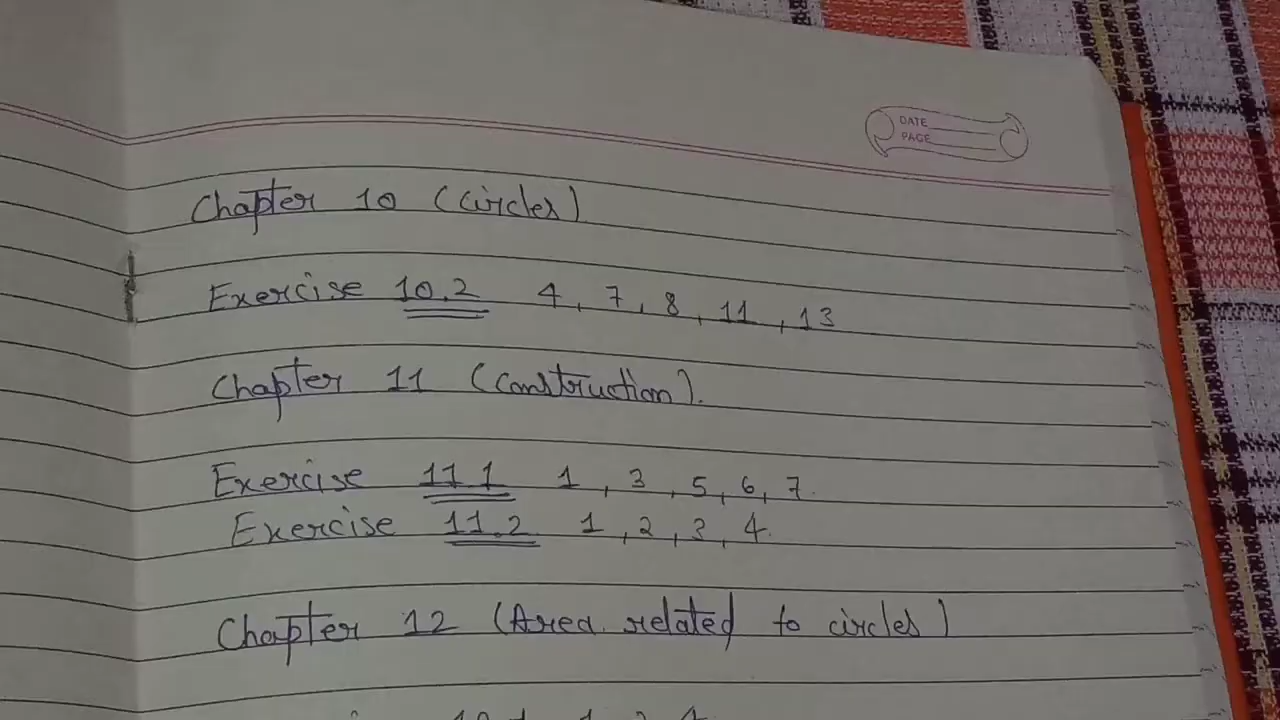 DATE
PAGE
Chapter 10 (Circles)
Exercise 10.2 4, 7, 8, 11, 13
Chapter 11 (Construction).
Exercise 11.1 1, 3, 5, 6, 7.
Exercise 11.2 1, 2, 3, 4.
Chapter 12 (Area related to circles)